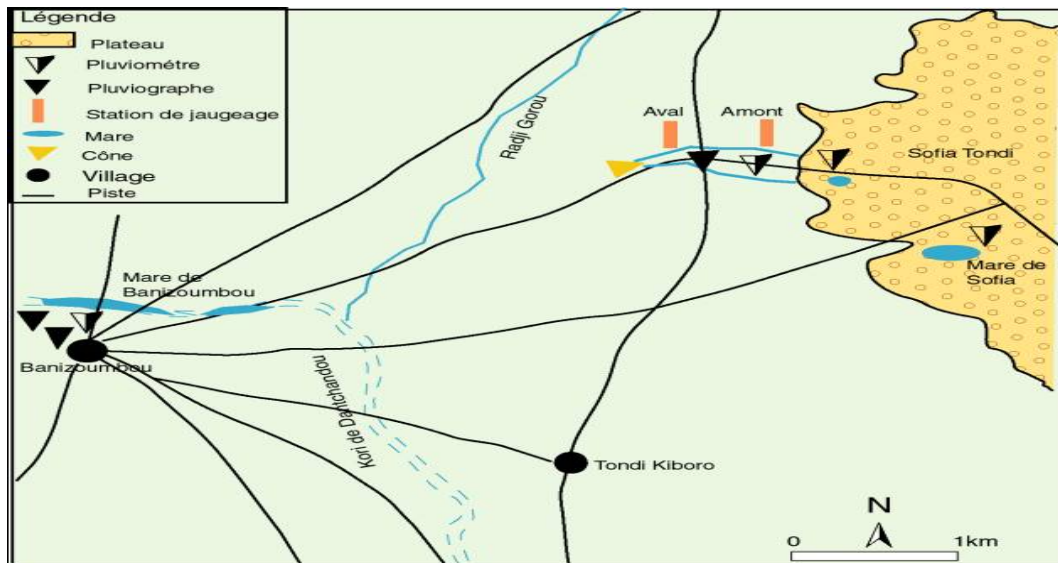 Légende
Plateau
Pluviométre
Pluviographe
Station de jaugeage
Mare
Cône
Village
Piste
Radji Gorou
Aval
Amont
Sofia Tondi
Mare de
Sofia
Mare de
Banizoumbou
Banizoumbou
Kori de Dantchandou
Tondi Kiboro
N
0 1km